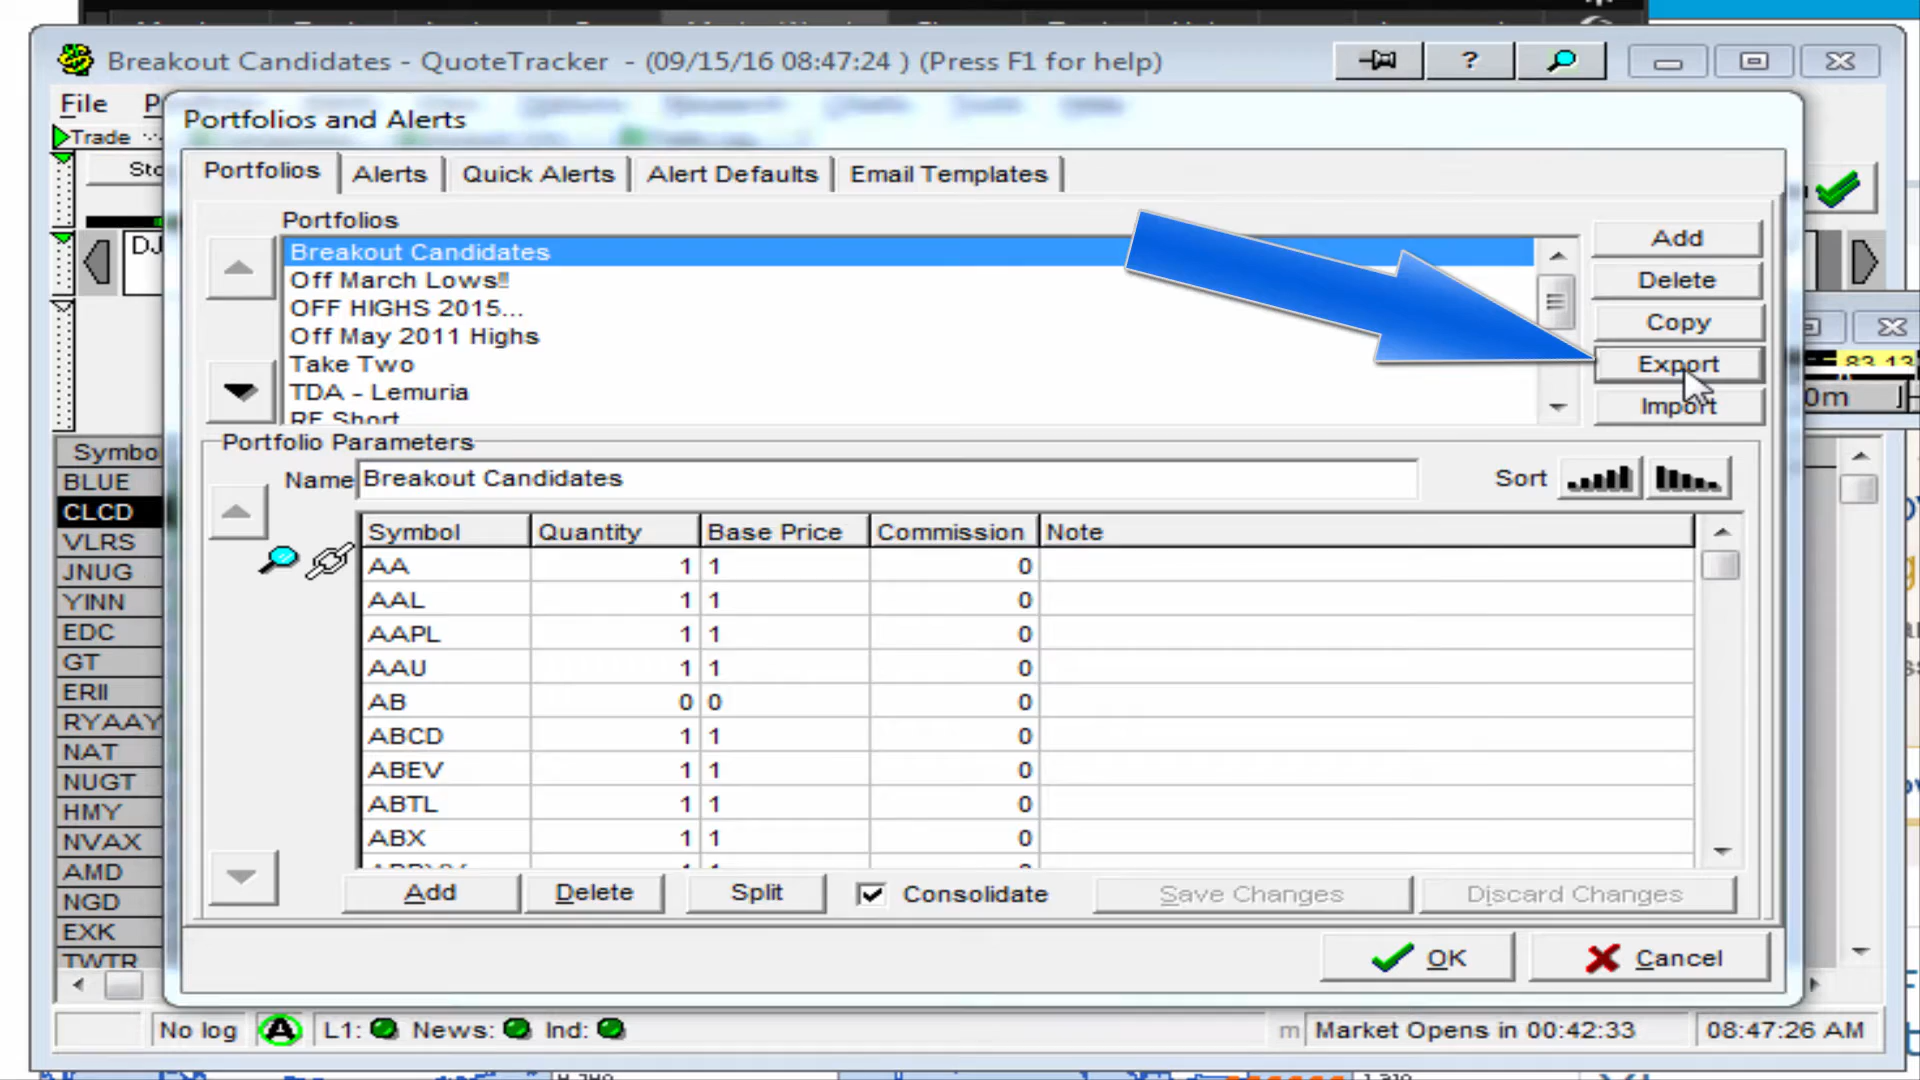 Breakout Candidates - QuoteTracker - (09/15/16 08:47:24 ) (Press F1 for help)
?
File
Portfolios and Alerts
Trade
Portfolios
Alerts
Quick Alerts
Alert Defaults
Email Templates
Portfolios
Breakout Candidates
Off March Lows!!
OFF HIGHS 2015...
Off May 2011 Highs
Take Two
TDA - Lemuria
RF Short
Add
Delete
Copy
Export
Import
DJ
83.13
0m
Portfolio Parameters
Name Breakout Candidates
Sort
Symbol Quantity Base Price Commission Note
AA 1 1 0
AAL 1 1 0
AAPL 1 1 0
AAU 1 1 0
AB 0 0 0
ABCD 1 1 0
ABEV 1 1 0
ABTL 1 1 0
ABX 1 1 0
Symbo
BLUE
CLCD
VLRS
JNUG
YINN
EDC
GT
ERII
RYAAY
NAT
NUGT
HMY
NVAX
AMD
NGD
EXK
TWTR
Add Delete Split Consolidate Save Changes Discard Changes
OK Cancel
No log A L1: News: Ind: m Market Opens in 00:42:33 08:47:26 AM